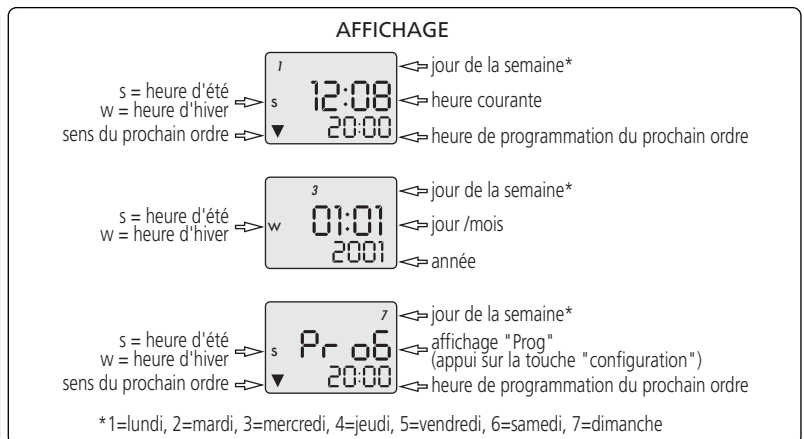 AFFICHAGE
1
jour de la semaine*
s = heure d'été
w = heure d'hiver
s
12:08
heure courante
sens du prochain ordre
20:00
heure de programmation du prochain ordre
3
jour de la semaine*
s = heure d'été
w = heure d'hiver
w
01:01
jour /mois
2001
année
7
jour de la semaine*
s = heure d'été
w = heure d'hiver
s
Pr o6
affichage "Prog"
(appui sur la touche "configuration")
sens du prochain ordre
20:00
heure de programmation du prochain ordre
*1=lundi, 2=mardi, 3=mercredi, 4=jeudi, 5=vendredi, 6=samedi, 7=dimanche